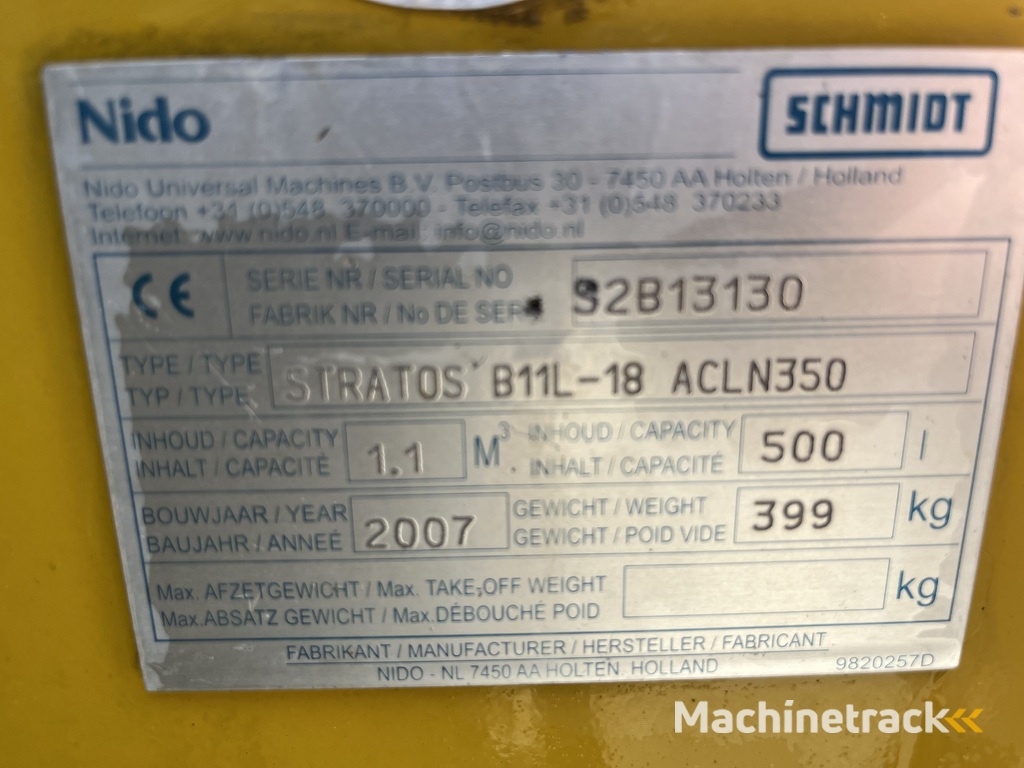 Nido
SCHMIDT
Nido Universal Machines B.V. Postbus 30 - 7450 AA Holten / Holland
Telefoon +31 (0)548 370000 - Telefax +31 (0)548 370233
Internet: www.nido.nl E-mail: info@nido.nl
CE
SERIE NR / SERIAL NO
FABRIK NR / No DE SER
S2B13130
TYPE / TYPE
TYP / TYPE
STRATOS B11L-18 ACLN350
INHOUD / CAPACITY
INHALT / CAPACITÉ
1.1 M³
INHOUD / CAPACITY
INHALT / CAPACITÉ
500 l
BOUWJAAR / YEAR
BAUJAHR / ANNEÉ
2007
GEWICHT / WEIGHT
GEWICHT / POID VIDE
399 kg
Max. AFZETGEWICHT / Max. TAKE-OFF WEIGHT
Max. ABSATZ GEWICHT / Max. DÉBOUCHÉ POID
kg
FABRIKANT / MANUFACTURER / HERSTELLER / FABRICANT
NIDO - NL 7450 AA HOLTEN. HOLLAND
9820257D
Machinetrack